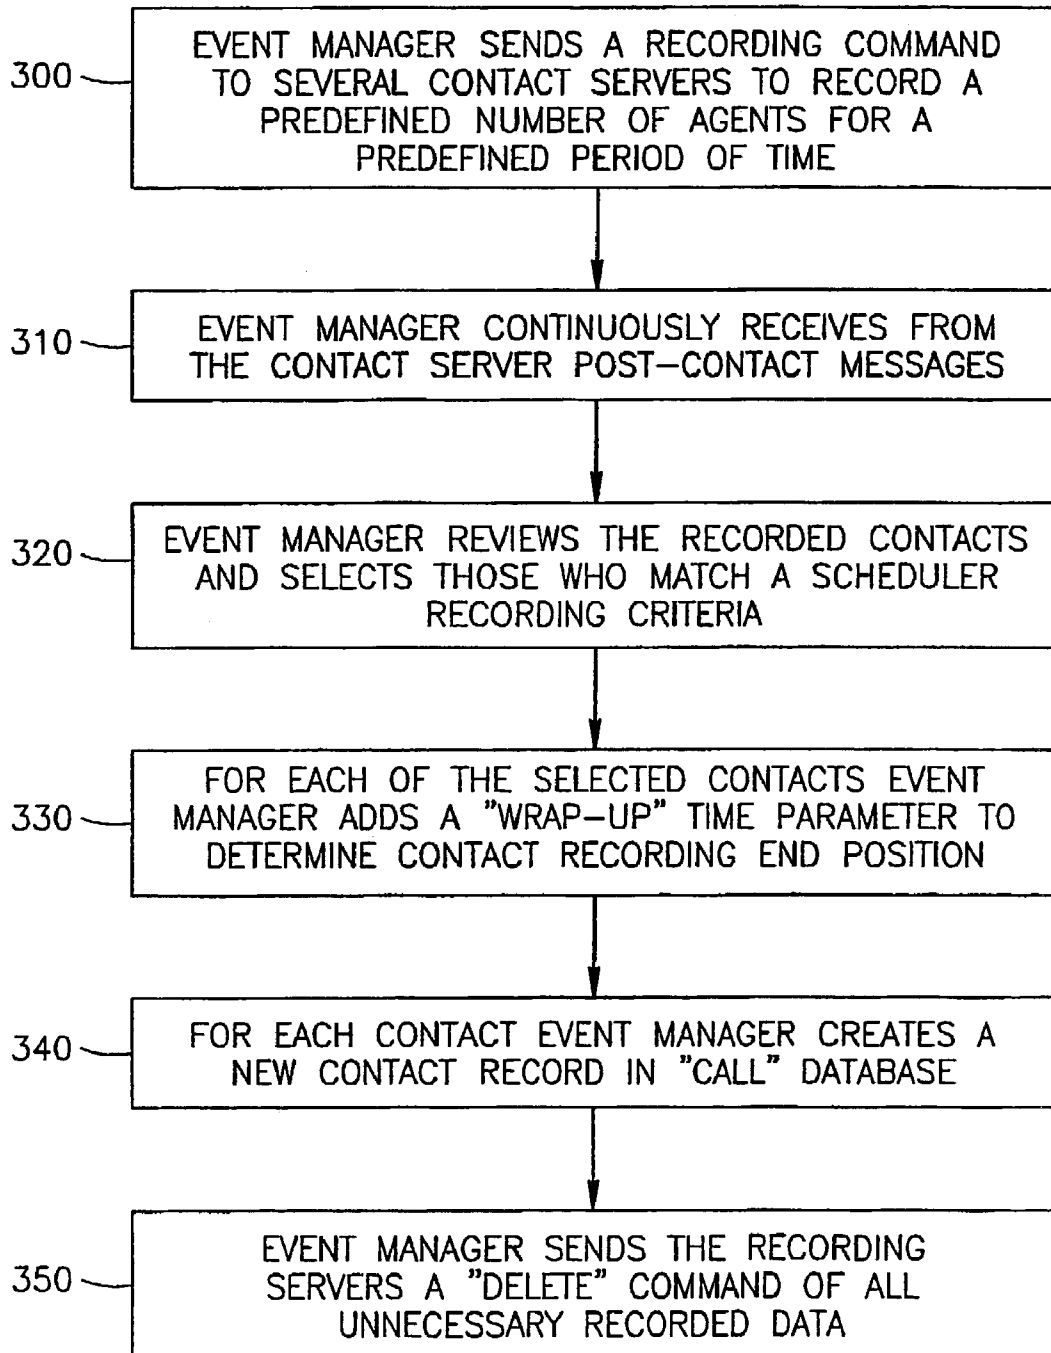 EVENT MANAGER SENDS A RECORDING COMMAND
300 TO SEVERAL CONTACT SERVERS TO RECORD A
PREDEFINED NUMBER OF AGENTS FOR A
PREDEFINED PERIOD OF TIME
EVENT MANAGER CONTINUOUSLY RECEIVES FROM
310 THE CONTACT SERVER POST-CONTACT MESSAGES
320 EVENT MANAGER REVIEWS THE RECORDED CONTACTS
AND SELECTS THOSE WHO MATCH A SCHEDULER
RECORDING CRITERIA
FOR EACH OF THE SELECTED CONTACTS EVENT
330 MANAGER ADDS A "WRAP-UP" TIME PARAMETER TO
DETERMINE CONTACT RECORDING END POSITION
340 FOR EACH CONTACT EVENT MANAGER CREATES A
NEW CONTACT RECORD IN "CALL" DATABASE
EVENT MANAGER SENDS THE RECORDING
350 SERVERS A "DELETE" COMMAND OF ALL
UNNECESSARY RECORDED DATA